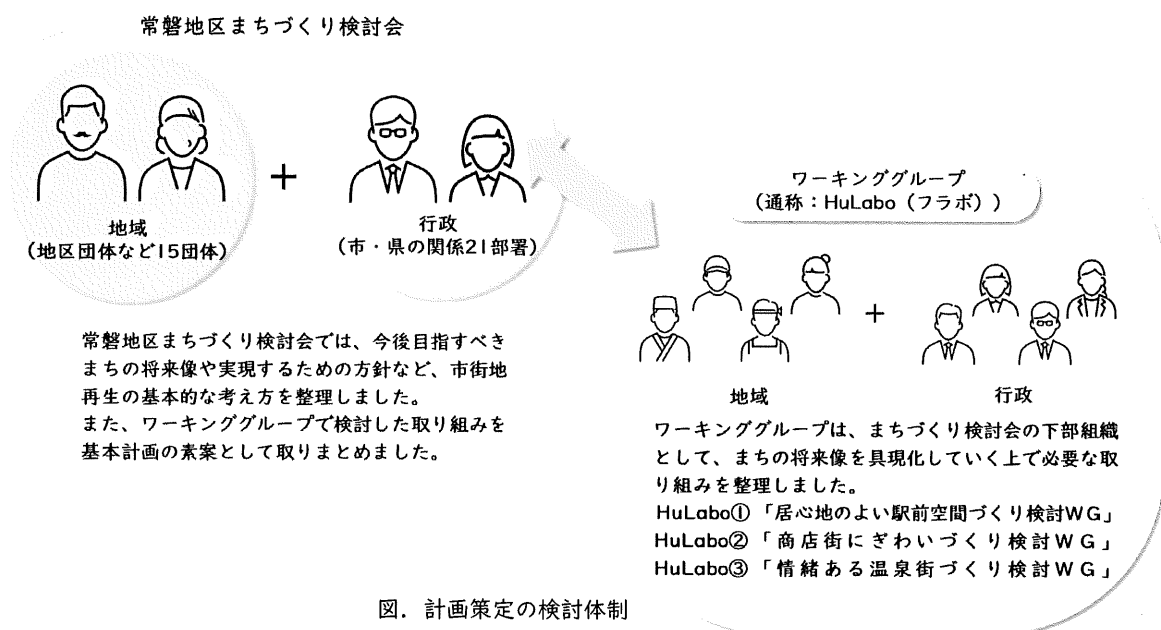 常磐地区まちづくり検討会
地域
（地区団体など15団体）
+
行政
（市・県の関係21部署）
常磐地区まちづくり検討会では、今後目指すべき
まちの将来像や実現するための方針など、市街地
再生の基本的な考え方を整理しました。
また、ワーキンググループで検討した取り組みを
基本計画の素案として取りまとめました。
ワーキンググループ
（通称：HuLabo（フラボ））
地域
+
行政
ワーキンググループは、まちづくり検討会の下部組織
として、まちの将来像を具現化していく上で必要な取
り組みを整理しました。
HuLabo①「居心地のよい駅前空間づくり検討WG」
HuLabo②「商店街にぎわいづくり検討WG」
HuLabo③「情緒ある温泉街づくり検討WG」
図．計画策定の検討体制